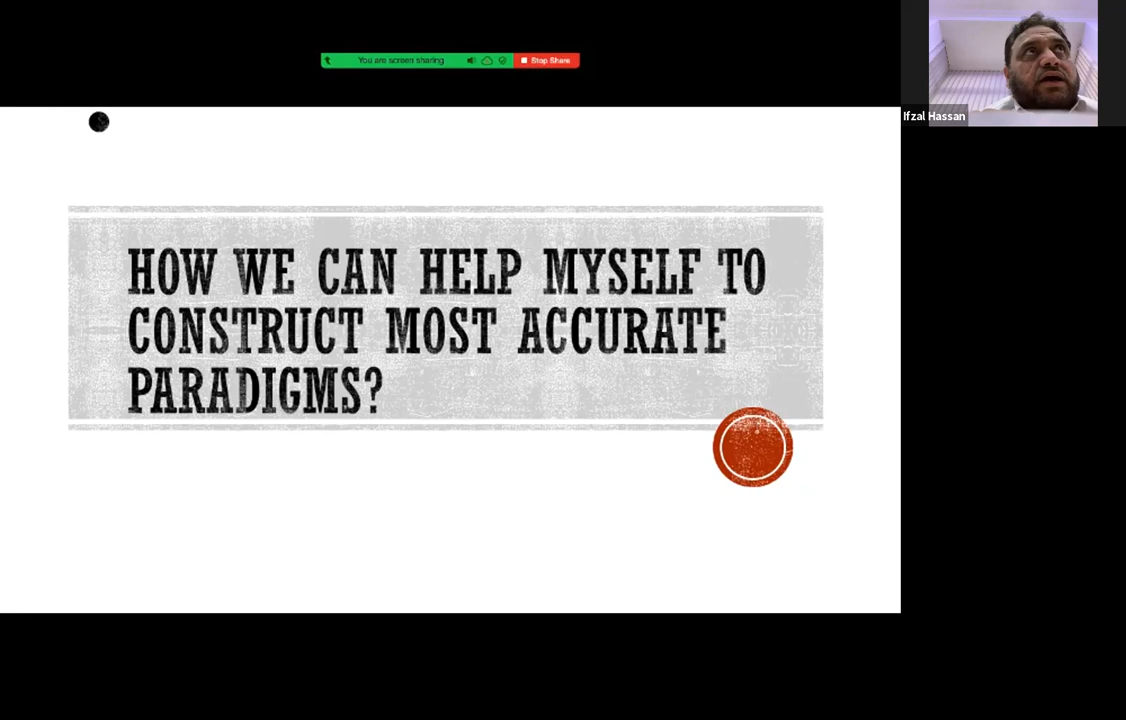 You are screen sharing
Stop Share
Ifzal Hassan
HOW WE CAN HELP MYSELF TO
CONSTRUCT MOST ACCURATE
PARADIGMS?